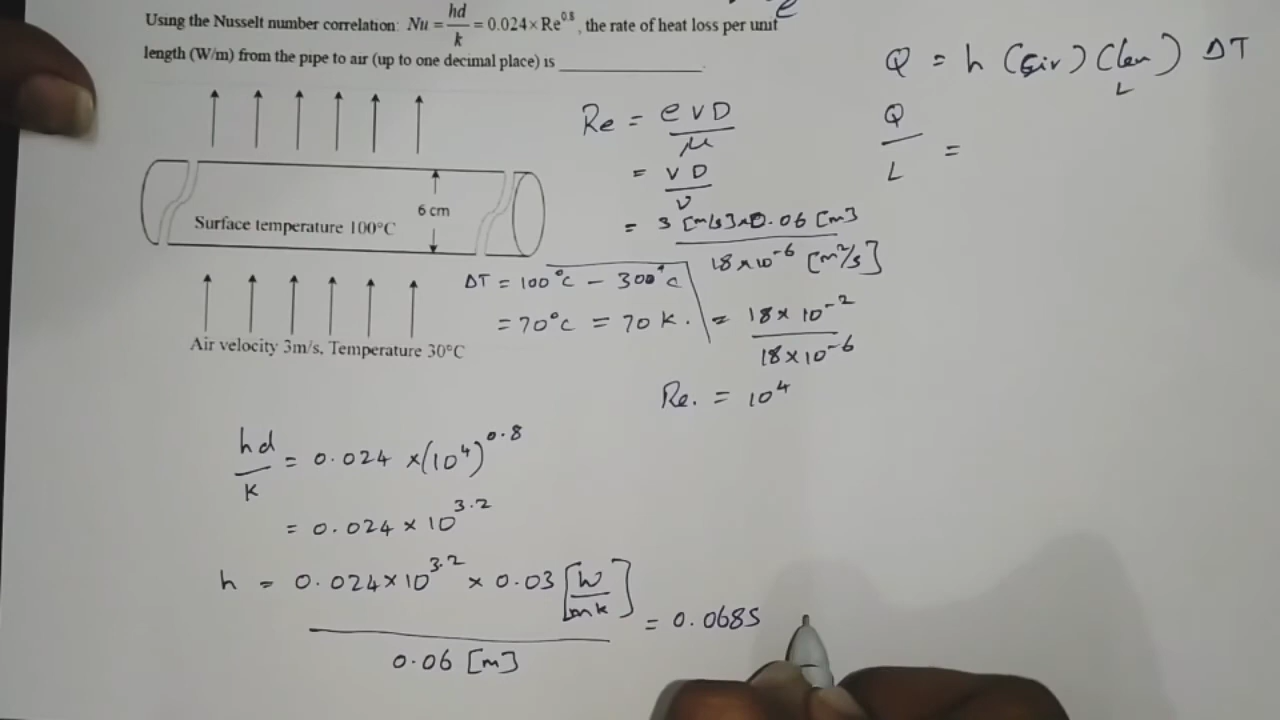 Using the Nusselt number correlation: Nu = hd/k = 0.024 × Re^0.8, the rate of heat loss per unit
length (W/m) from the pipe to air (up to one decimal place) is ____________.
Q = h (cir) (len) ΔT
L
Q/L =
Re = ρVD/μ
= VD/ν
= 3 [m/s] × 0.06 [m] / 18×10^-6 [m²/s]
6 cm
Surface temperature 100°C
ΔT = 100°C − 300°C
= 70°C = 70 K.
= 18×10^-2 / 18×10^-6
Air velocity 3m/s, Temperature 30°C
Re. = 10^4
hd/k = 0.024 × (10^4)^0.8
= 0.024 × 10^3.2
h = 0.024×10^3.2 × 0.03 [W/mk] / 0.06 [m] = 0.0685